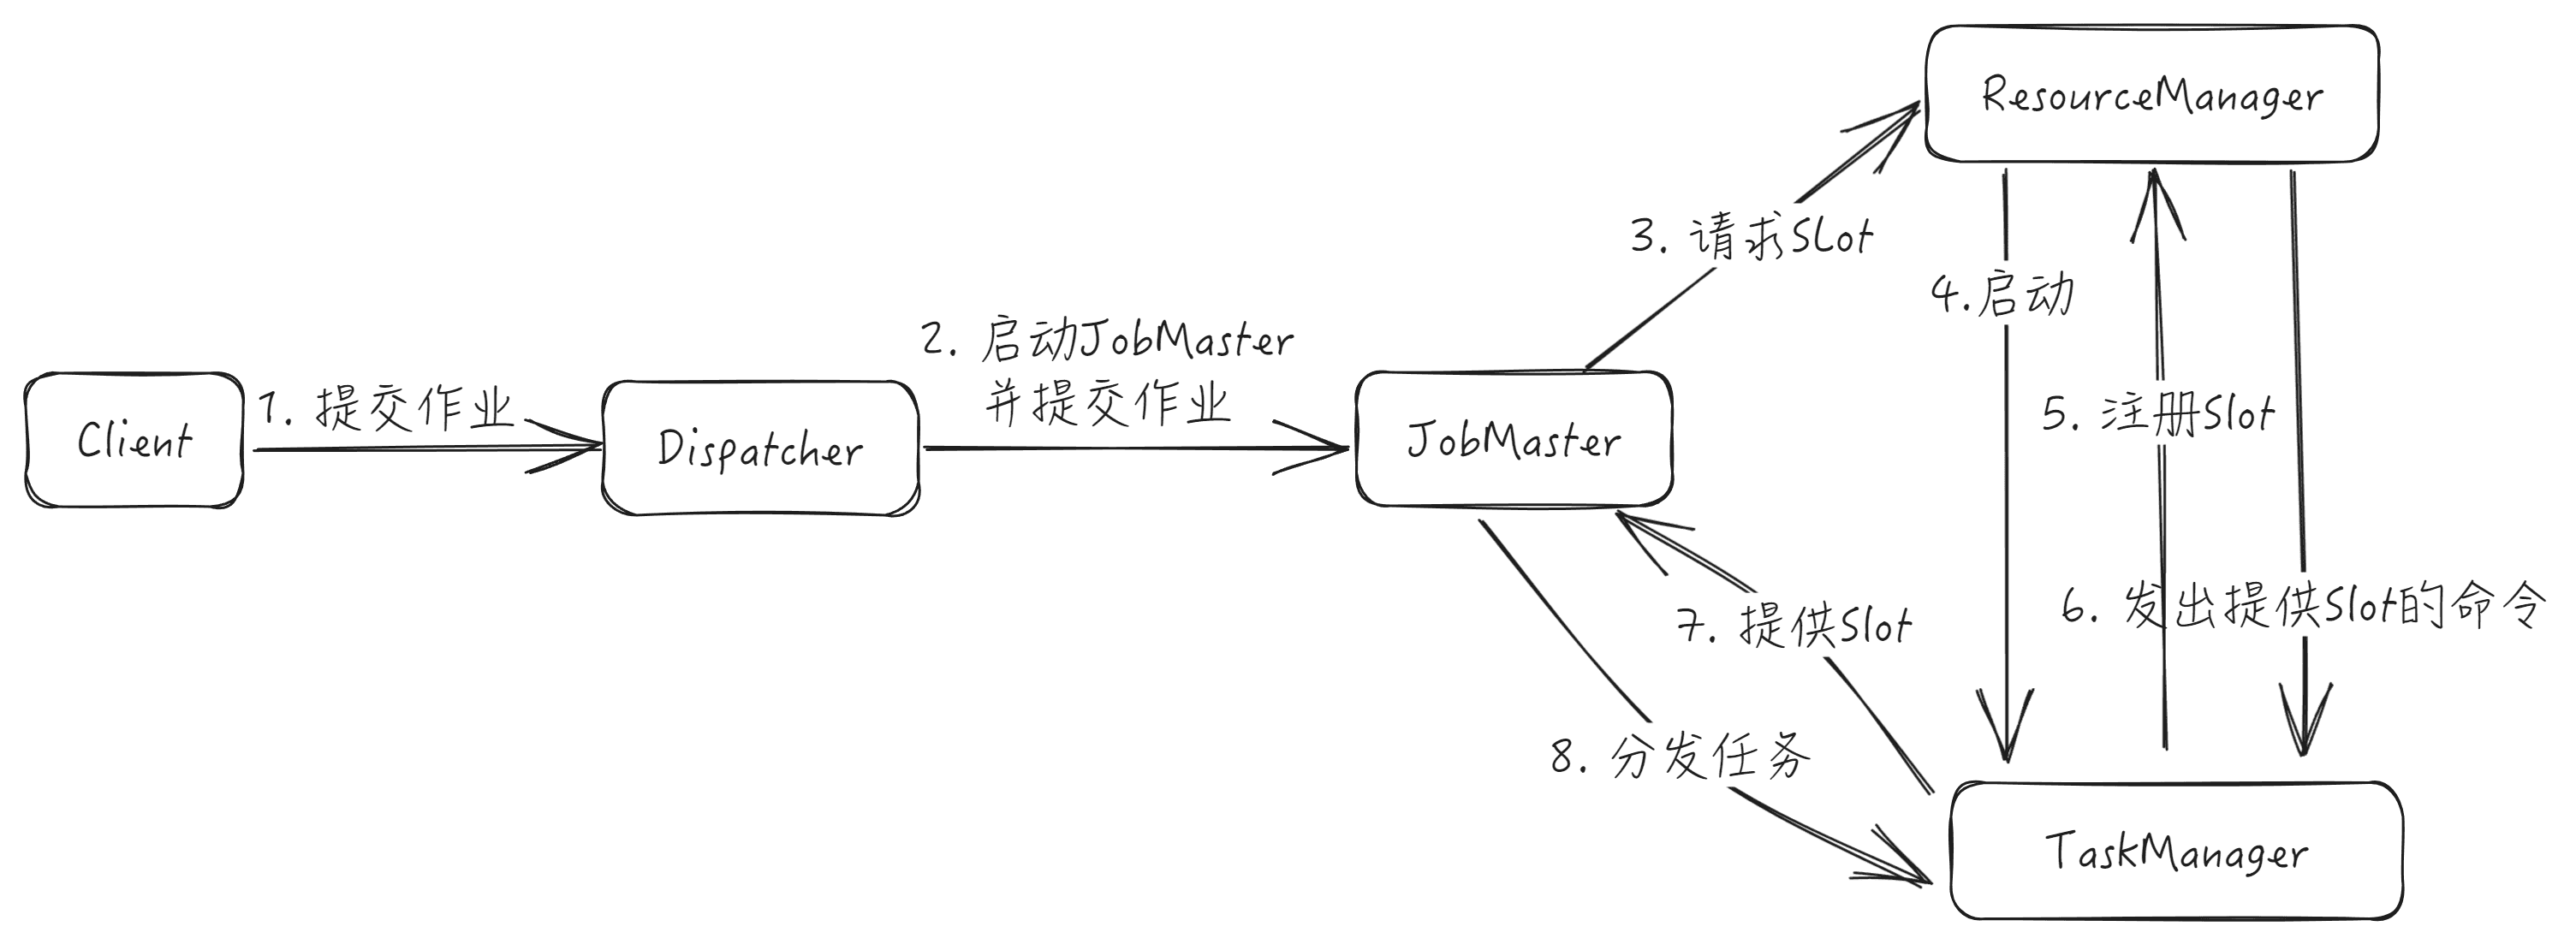 ResourceManager
3. 请求Slot
4.启动
2. 启动JobMaster
并提交作业
1. 提交作业
5. 注册Slot
Client
Dispatcher
JobMaster
6. 发出提供Slot的命令
7. 提供Slot
8. 分发任务
TaskManager